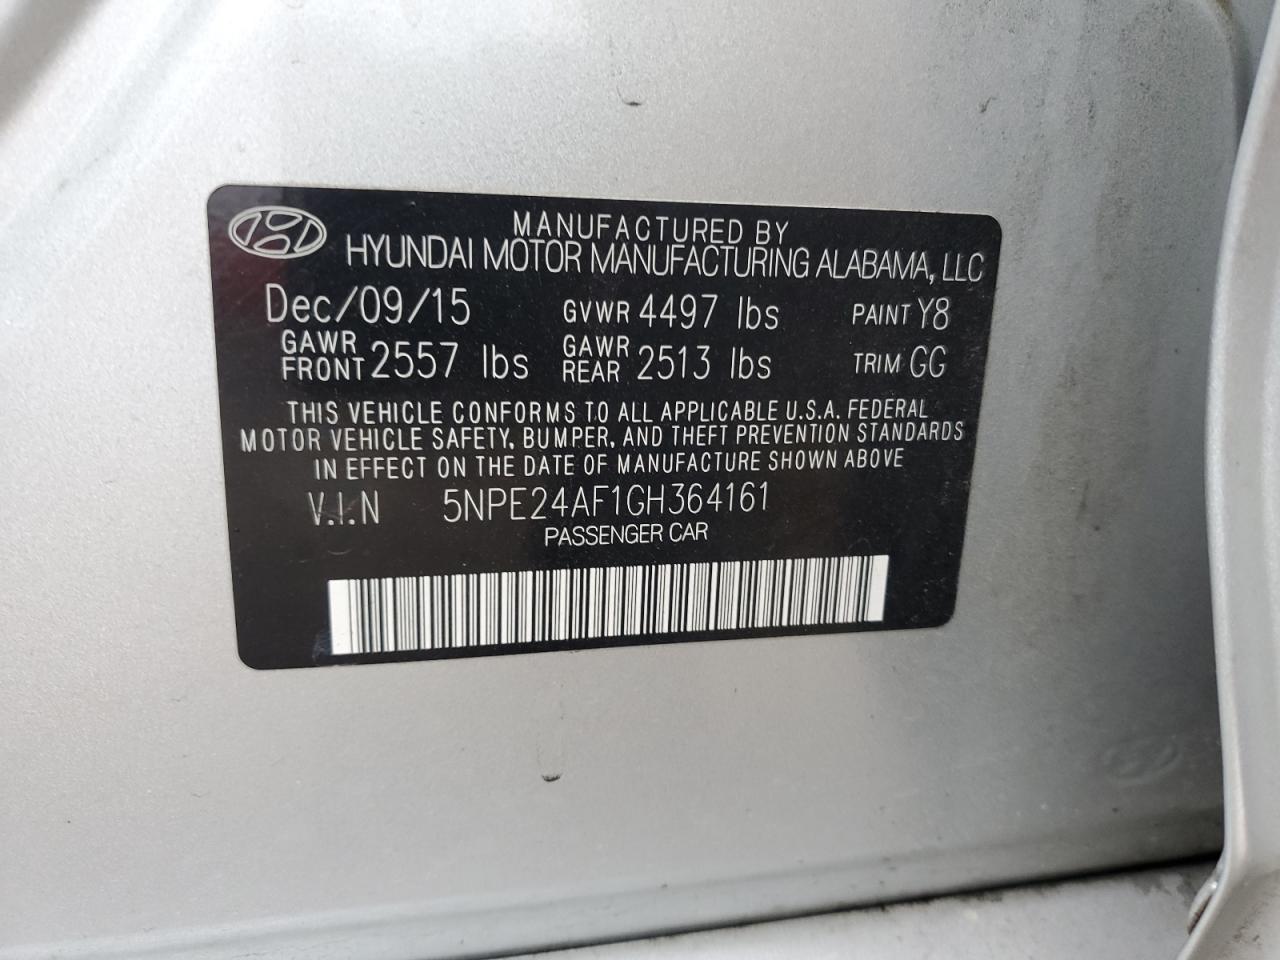 MANUFACTURED BY
HYUNDAI MOTOR MANUFACTURING ALABAMA, LLC
Dec/09/15 GVWR 4497 lbs PAINT Y8
GAWR FRONT 2557 lbs GAWR REAR 2513 lbs TRIM GG
THIS VEHICLE CONFORMS TO ALL APPLICABLE U.S.A. FEDERAL
MOTOR VEHICLE SAFETY, BUMPER, AND THEFT PREVENTION STANDARDS
IN EFFECT ON THE DATE OF MANUFACTURE SHOWN ABOVE
V.I.N 5NPE24AF1GH364161
PASSENGER CAR